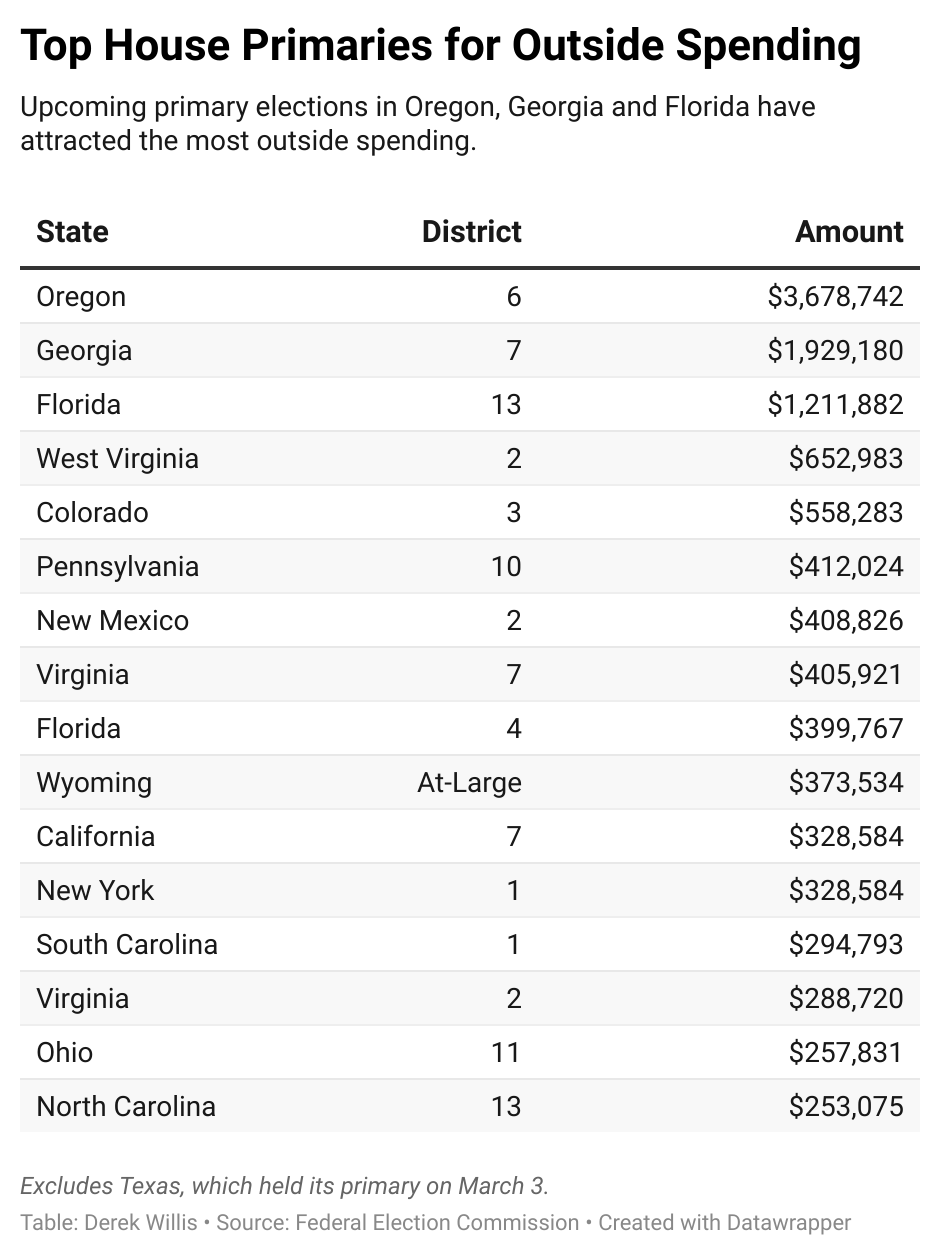 Top House Primaries for Outside Spending
Upcoming primary elections in Oregon, Georgia and Florida have
attracted the most outside spending.
State District Amount
Oregon 6 $3,678,742
Georgia 7 $1,929,180
Florida 13 $1,211,882
West Virginia 2 $652,983
Colorado 3 $558,283
Pennsylvania 10 $412,024
New Mexico 2 $408,826
Virginia 7 $405,921
Florida 4 $399,767
Wyoming At-Large $373,534
California 7 $328,584
New York 1 $328,584
South Carolina 1 $294,793
Virginia 2 $288,720
Ohio 11 $257,831
North Carolina 13 $253,075
Excludes Texas, which held its primary on March 3.
Table: Derek Willis • Source: Federal Election Commission • Created with Datawrapper